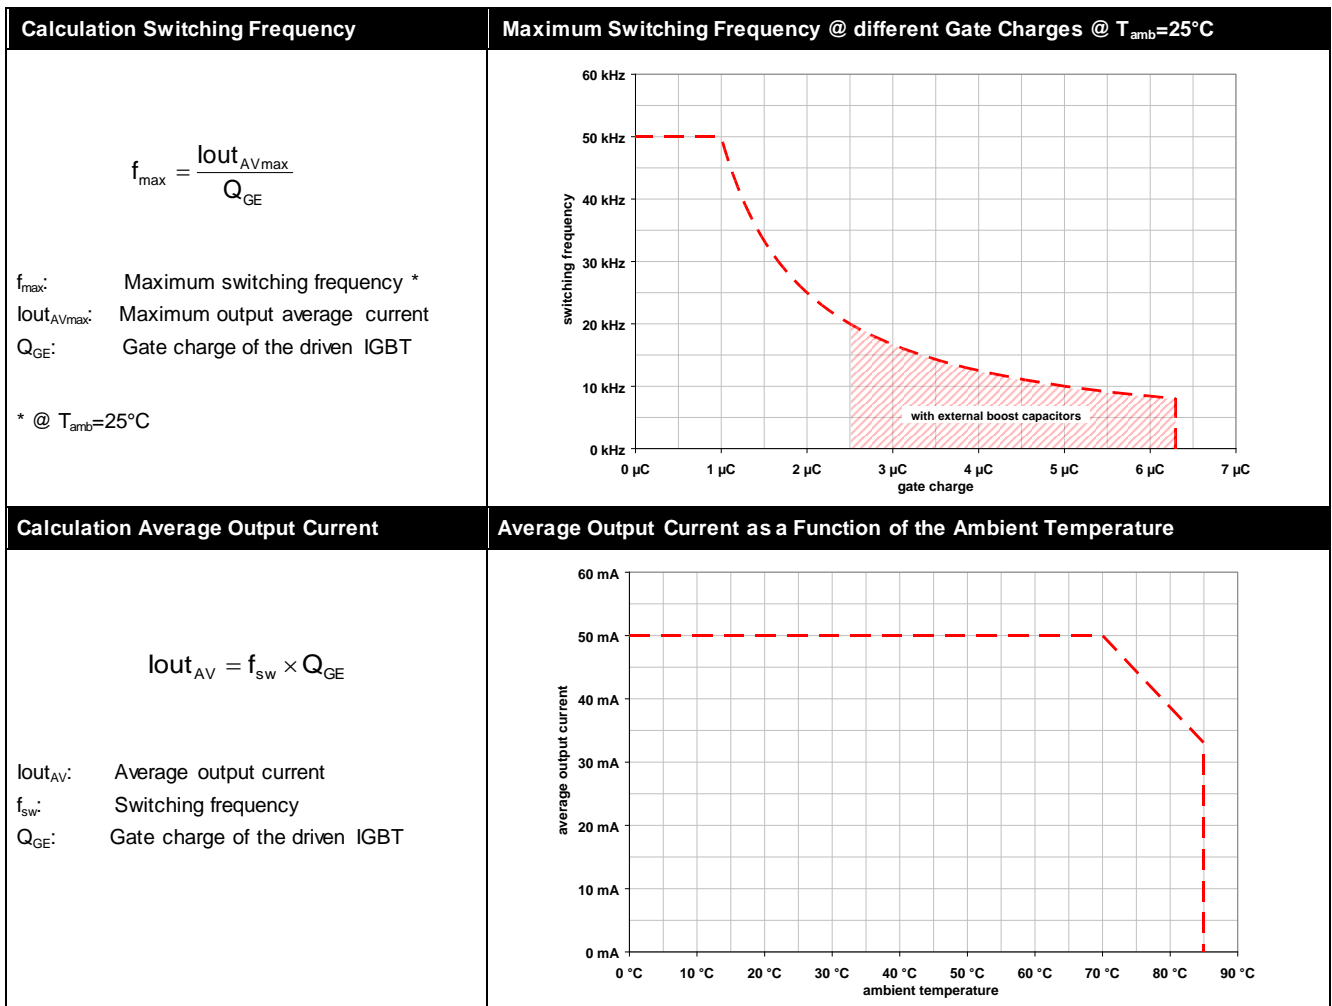 Calculation Switching Frequency
Maximum Switching Frequency @ different Gate Charges @ Tamb=25°C
fmax = IoutAVmax / QGE
fmax: Maximum switching frequency *
IoutAVmax: Maximum output average current
QGE: Gate charge of the driven IGBT
* @ Tamb=25°C
60 kHz
50 kHz
40 kHz
30 kHz
20 kHz
10 kHz
0 kHz
switching frequency
with external boost capacitors
0 µC 1 µC 2 µC 3 µC 4 µC 5 µC 6 µC 7 µC
gate charge
Calculation Average Output Current
Average Output Current as a Function of the Ambient Temperature
IoutAV = fsw × QGE
IoutAV: Average output current
fsw: Switching frequency
QGE: Gate charge of the driven IGBT
60 mA
50 mA
40 mA
30 mA
20 mA
10 mA
0 mA
average output current
0 °C 10 °C 20 °C 30 °C 40 °C 50 °C 60 °C 70 °C 80 °C 90 °C
ambient temperature